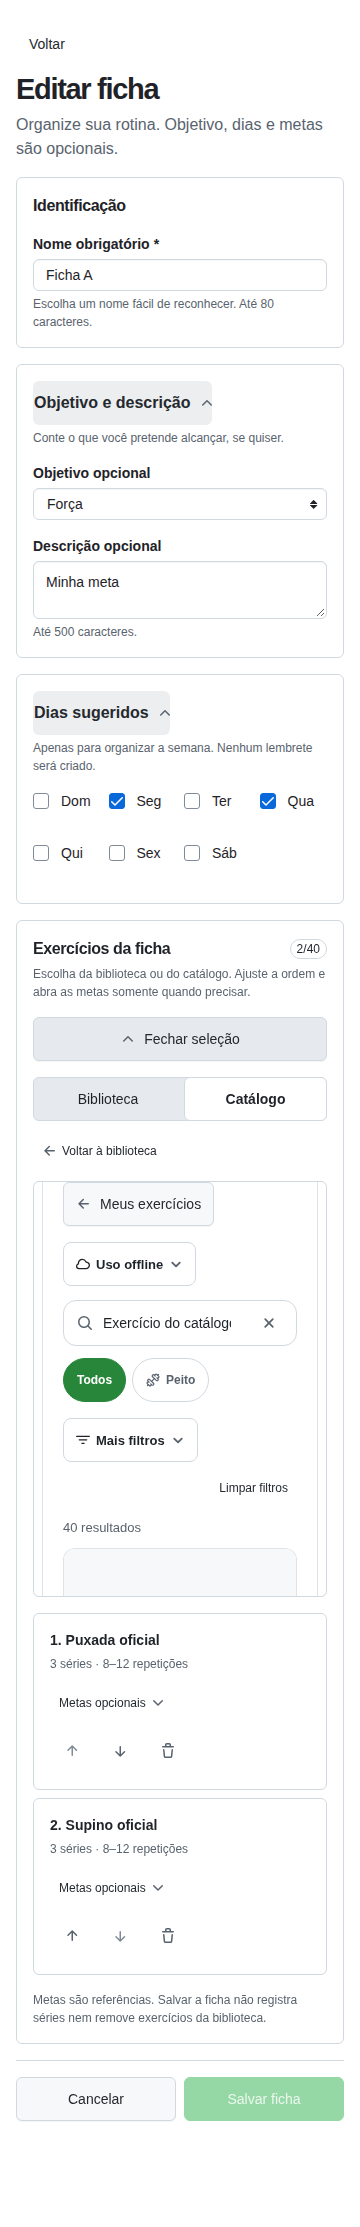 Voltar
Editar ficha
Organize sua rotina. Objetivo, dias e metas
são opcionais.
Identificação
Nome obrigatório *
Ficha A
Escolha um nome fácil de reconhecer. Até 80
caracteres.
Objetivo e descrição
Conte o que você pretende alcançar, se quiser.
Objetivo opcional
Força
Descrição opcional
Minha meta
Até 500 caracteres.
Dias sugeridos
Apenas para organizar a semana. Nenhum lembrete
será criado.
Dom Seg Ter Qua
Qui Sex Sáb
Exercícios da ficha 2/40
Escolha da biblioteca ou do catálogo. Ajuste a ordem e
abra as metas somente quando precisar.
Fechar seleção
Biblioteca Catálogo
Voltar à biblioteca
Meus exercícios
Uso offline
Exercício do catálogo
Todos Peito
Mais filtros
Limpar filtros
40 resultados
1. Puxada oficial
3 séries · 8–12 repetições
Metas opcionais
2. Supino oficial
3 séries · 8–12 repetições
Metas opcionais
Metas são referências. Salvar a ficha não registra
séries nem remove exercícios da biblioteca.
Cancelar Salvar ficha